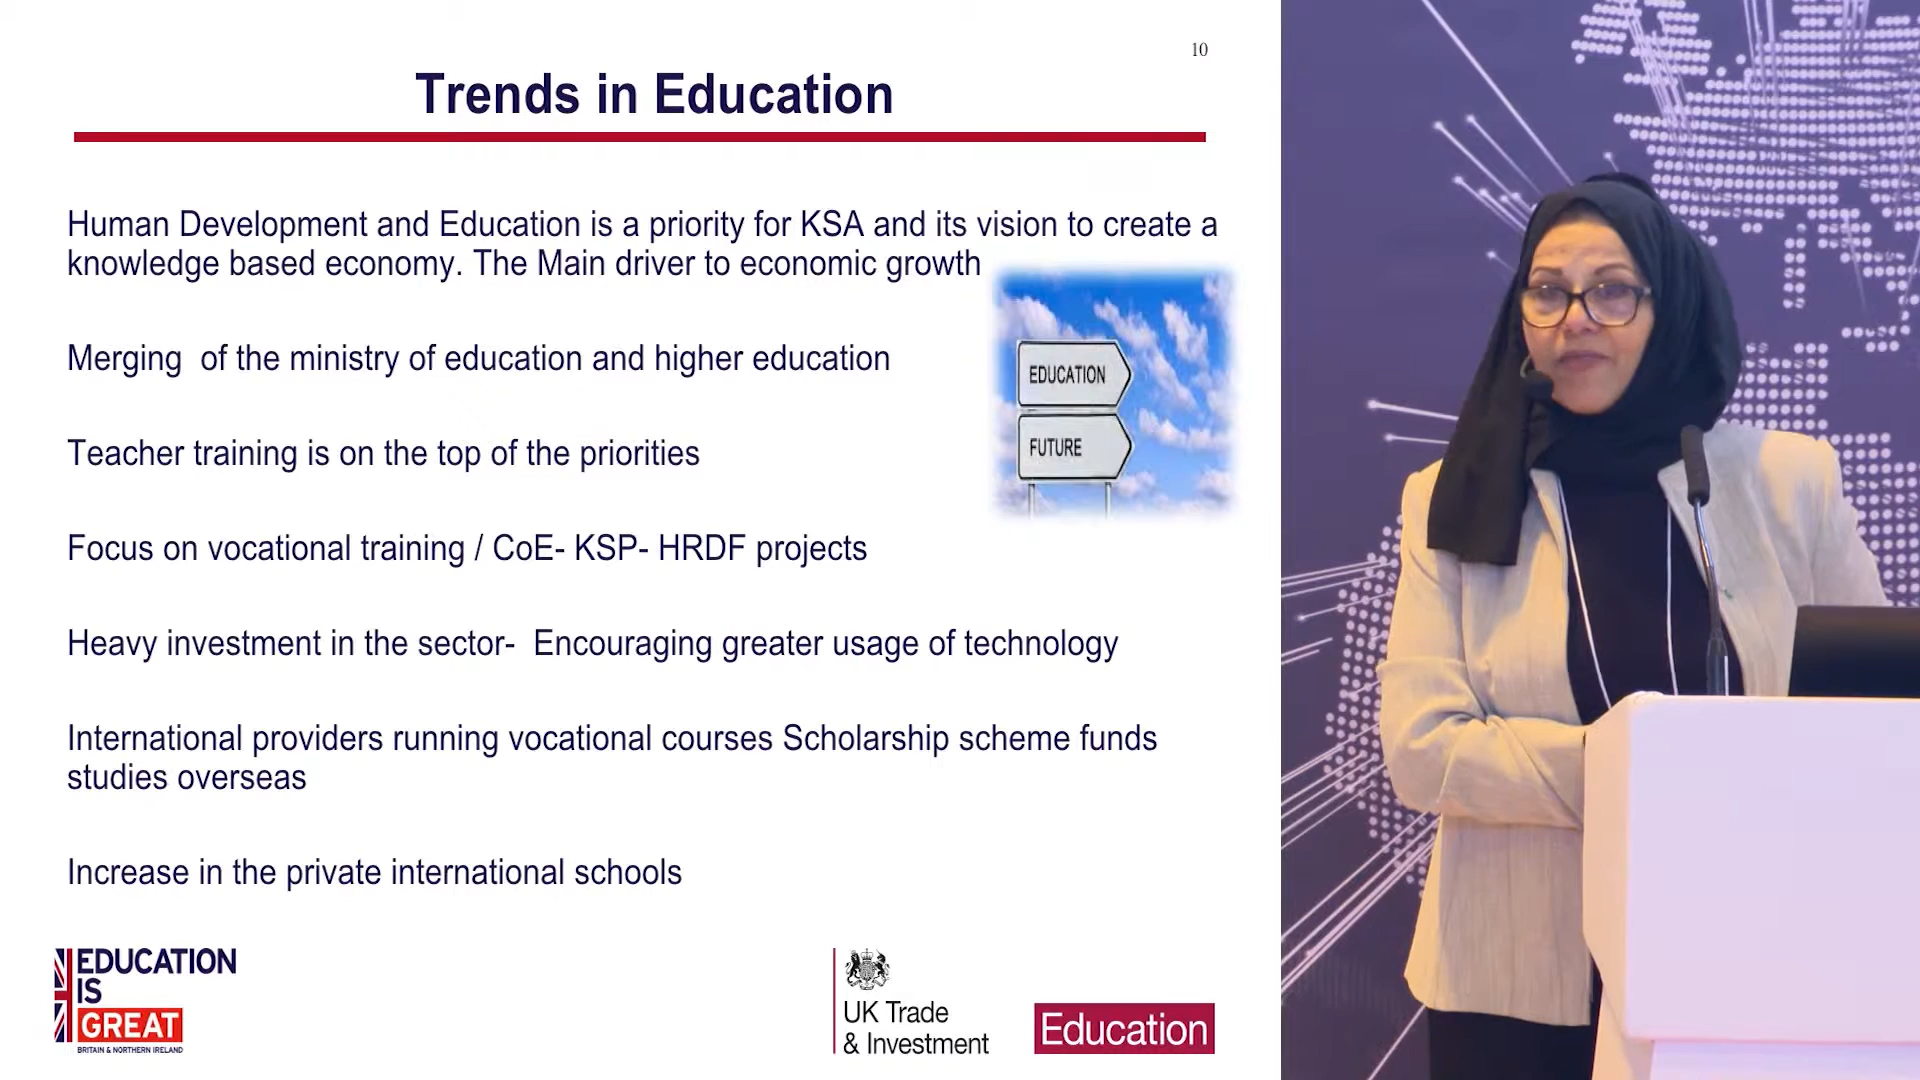 10
Trends in Education
Human Development and Education is a priority for KSA and its vision to create a
knowledge based economy. The Main driver to economic growth
EDUCATION
FUTURE
Merging  of the ministry of education and higher education
Teacher training is on the top of the priorities
Focus on vocational training / CoE- KSP- HRDF projects
Heavy investment in the sector-  Encouraging greater usage of technology
International providers running vocational courses Scholarship scheme funds
studies overseas
Increase in the private international schools
EDUCATION
IS
GREAT
BRITAIN & NORTHERN IRELAND
UK Trade
& Investment
Education